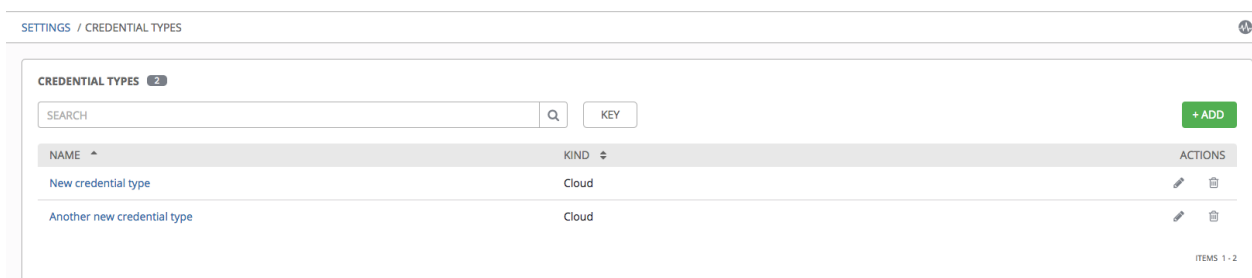 SETTINGS / CREDENTIAL TYPES
CREDENTIAL TYPES 2
SEARCH KEY + ADD
NAME KIND ACTIONS
New credential type Cloud
Another new credential type Cloud
ITEMS 1 - 2